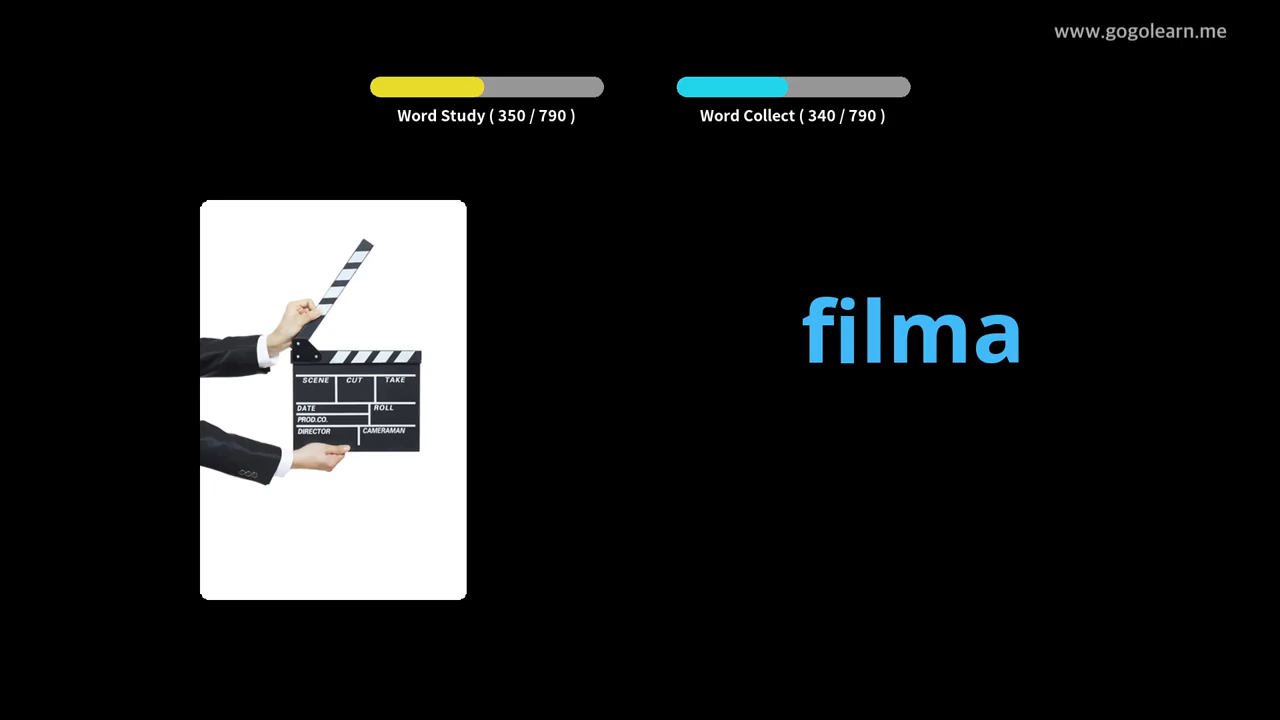 www.gogolearn.me
Word Study ( 350 / 790 )
Word Collect ( 340 / 790 )
filma
SCENE CUT TAKE
DATE ROLL
PROD.CO.
DIRECTOR CAMERAMAN